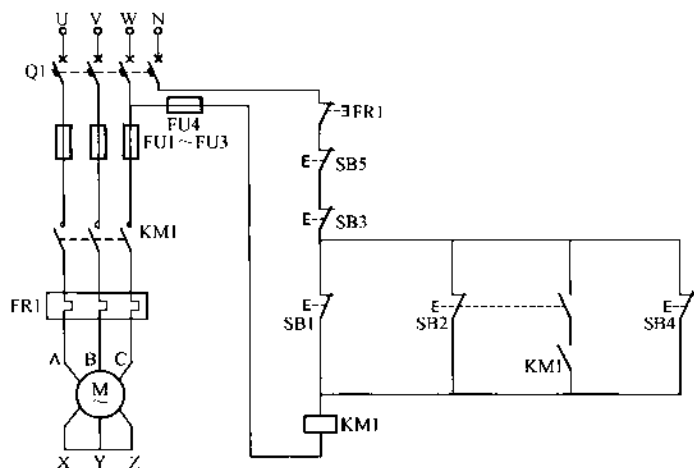 U V W N
Q1
FU4
FU1~FU3
FR1
SB5
SB3
KM1
FR1
SB1
SB2
SB4
KM1
A B C
M
~
KM1
X Y Z